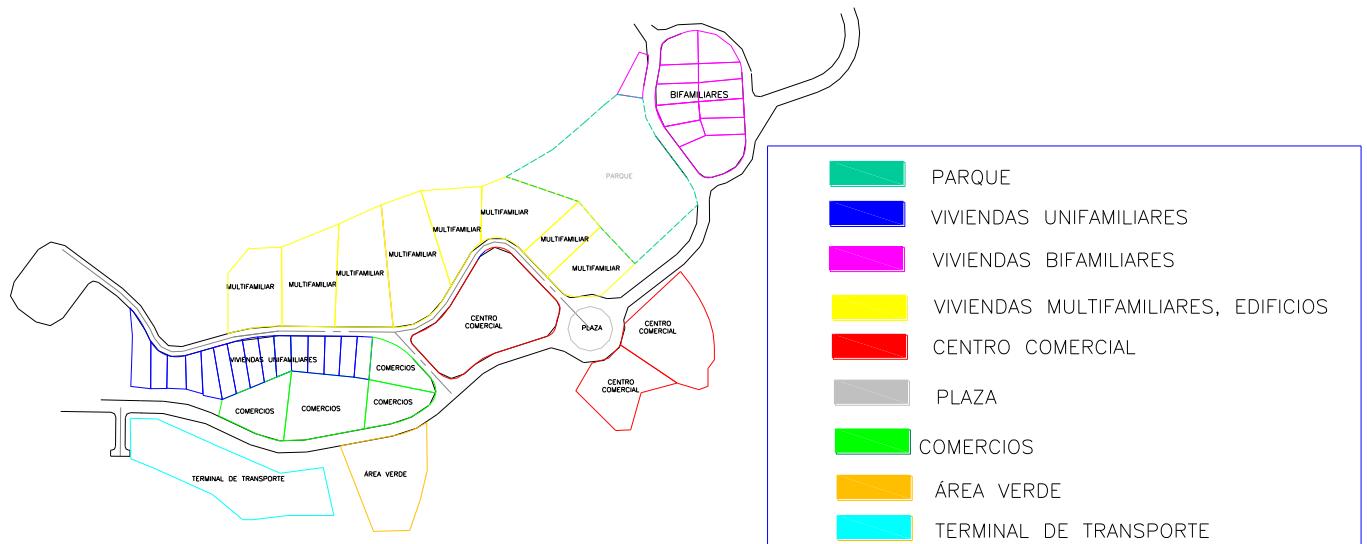 BIFAMILIARES
PARQUE
MULTIFAMILIAR
MULTIFAMILIAR
MULTIFAMILIAR
MULTIFAMILIAR
MULTIFAMILIAR
MULTIFAMILIAR
MULTIFAMILIAR
MULTIFAMILIAR
CENTRO
COMERCIAL
PLAZA
CENTRO
COMERCIAL
CENTRO
COMERCIAL
VIVIENDAS UNIFAMILIARES
COMERCIOS
COMERCIOS
COMERCIOS
COMERCIOS
TERMINAL DE TRANSPORTE
ÁREA VERDE
PARQUE
VIVIENDAS UNIFAMILIARES
VIVIENDAS BIFAMILIARES
VIVIENDAS MULTIFAMILIARES, EDIFICIOS
CENTRO COMERCIAL
PLAZA
COMERCIOS
ÁREA VERDE
TERMINAL DE TRANSPORTE